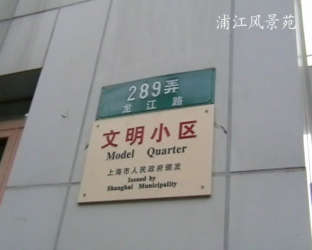 浦江风景苑
289弄
龙江路
文明小区
Model Quarter
上海市人民政府颁发
Issued by
Shanghai Municipality